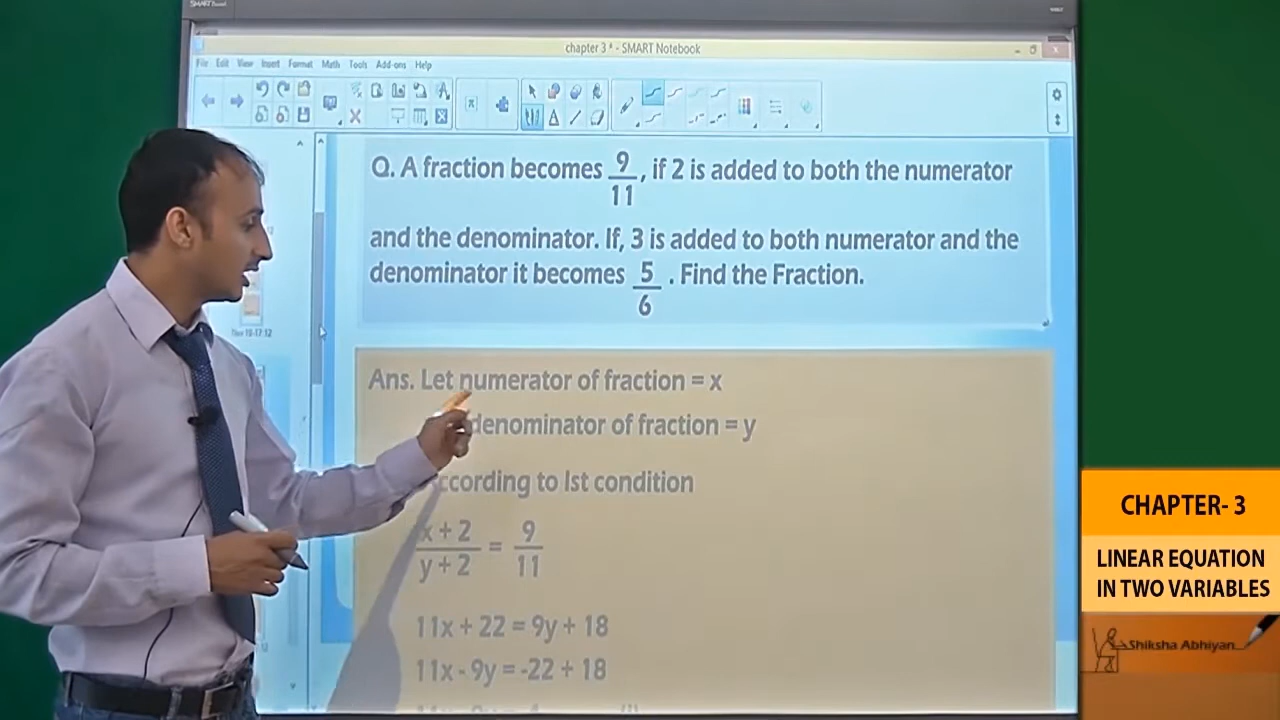 SMART Board
chapter 3 * - SMART Notebook
File Edit View Insert Format Math Tools Add-ons Help
Q. A fraction becomes 9/11, if 2 is added to both the numerator
and the denominator. If, 3 is added to both numerator and the
denominator it becomes 5/6 . Find the Fraction.
Ans. Let numerator of fraction = x
denominator of fraction = y
ccording to Ist condition
x + 2 / y + 2 = 9 / 11
11x + 22 = 9y + 18
11x - 9y = -22 + 18
CHAPTER- 3
LINEAR EQUATION
IN TWO VARIABLES
Shiksha Abhiyan